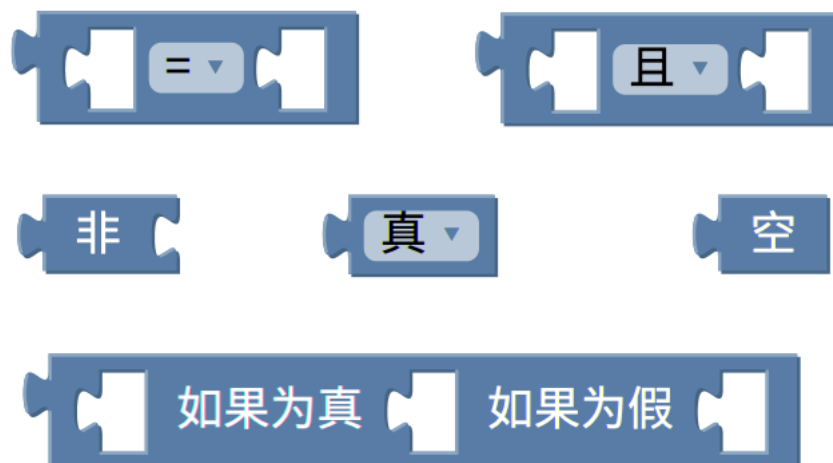 = 且
非 真 空
如果为真 如果为假